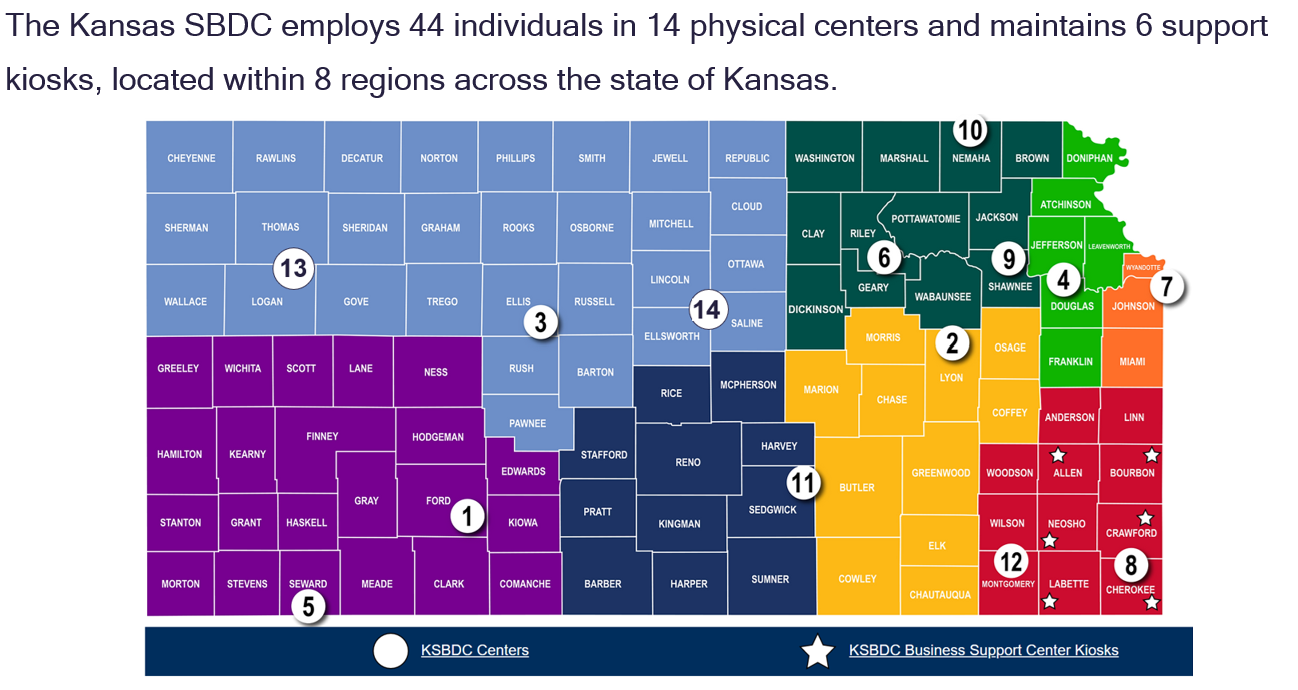 The Kansas SBDC employs 44 individuals in 14 physical centers and maintains 6 support
kiosks, located within 8 regions across the state of Kansas.
10
CHEYENNE RAWLINS DECATUR NORTON PHILLIPS SMITH JEWELL REPUBLIC WASHINGTON MARSHALL NEMAHA BROWN DONIPHAN
CLOUD ATCHINSON
SHERMAN THOMAS SHERIDAN GRAHAM ROOKS OSBORNE MITCHELL CLAY RILEY POTTAWATOMIE JACKSON
JEFFERSON LEAVENWORTH
13 OTTAWA 6 9 WYANDOTTE
LINCOLN GEARY SHAWNEE 4 7
WALLACE LOGAN GOVE TREGO ELLIS RUSSELL WABAUNSEE DOUGLAS JOHNSON
3 14 SALINE DICKINSON
ELLSWORTH MORRIS 2 OSAGE
GREELEY WICHITA SCOTT LANE NESS RUSH BARTON LYON FRANKLIN MIAMI
RICE MCPHERSON MARION CHASE
PAWNEE COFFEY ANDERSON LINN
FINNEY HODGEMAN
HAMILTON KEARNY STAFFORD HARVEY
EDWARDS RENO GREENWOOD WOODSON ALLEN BOURBON
GRAY FORD 11 BUTLER
1 PRATT SEDGWICK
STANTON GRANT HASKELL KIOWA KINGMAN WILSON NEOSHO CRAWFORD
ELK
12 8
MORTON STEVENS SEWARD MEADE CLARK COMANCHE BARBER HARPER SUMNER COWLEY MONTGOMERY LABETTE CHEROKEE
5 CHAUTAUQUA
KSBDC Centers KSBDC Business Support Center Kiosks